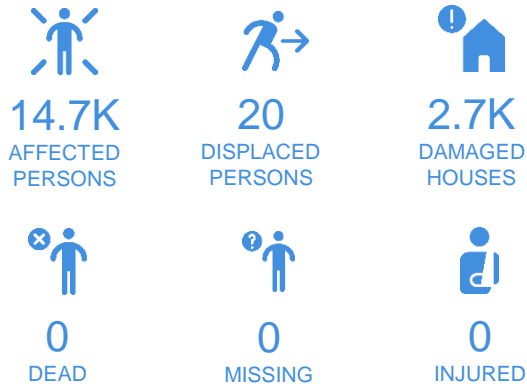 14.7K
AFFECTED
PERSONS
20
DISPLACED
PERSONS
2.7K
DAMAGED
HOUSES
0
DEAD
0
MISSING
0
INJURED